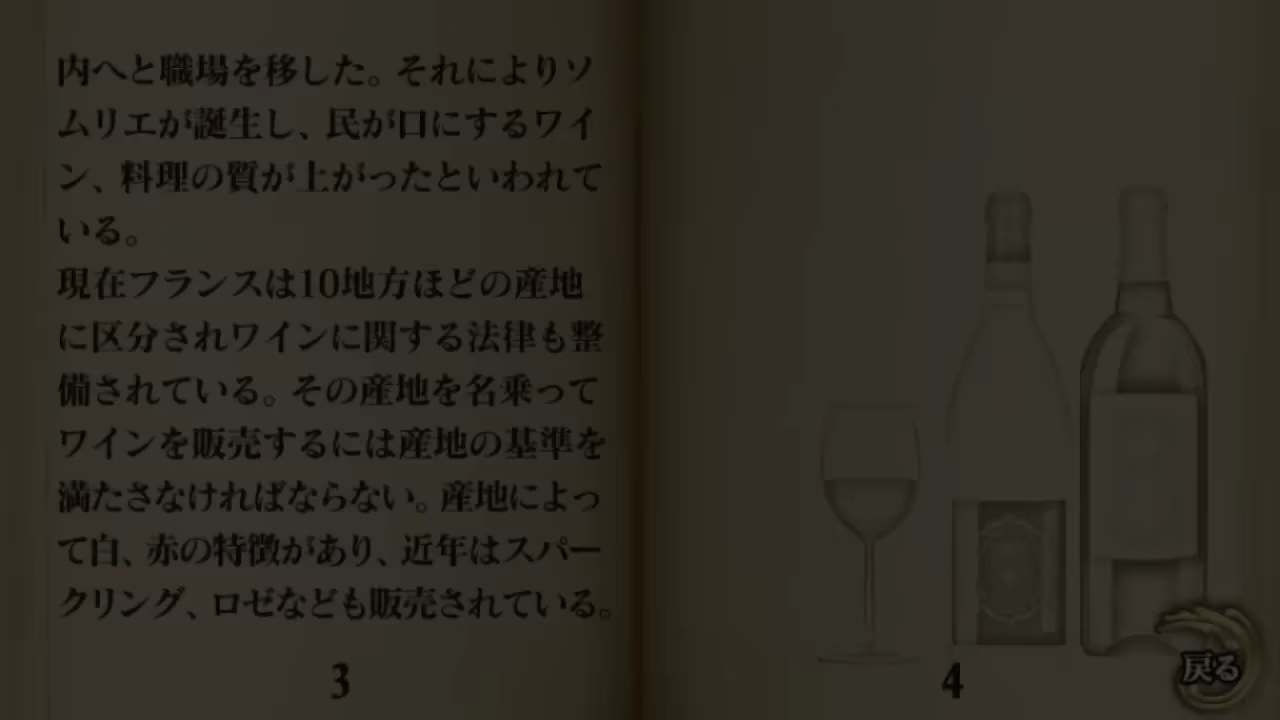 内へと職場を移した。それによりソ
ムリエが誕生し、民が口にするワイ
ン、料理の質が上がったといわれて
いる。
現在フランスは10地方ほどの産地
に区分されワインに関する法律も整
備されている。その産地を名乗って
ワインを販売するには産地の基準を
満たさなければならない。産地によっ
て白、赤の特徴があり、近年はスパー
クリング、ロゼなども販売されている。
3
4
戻る